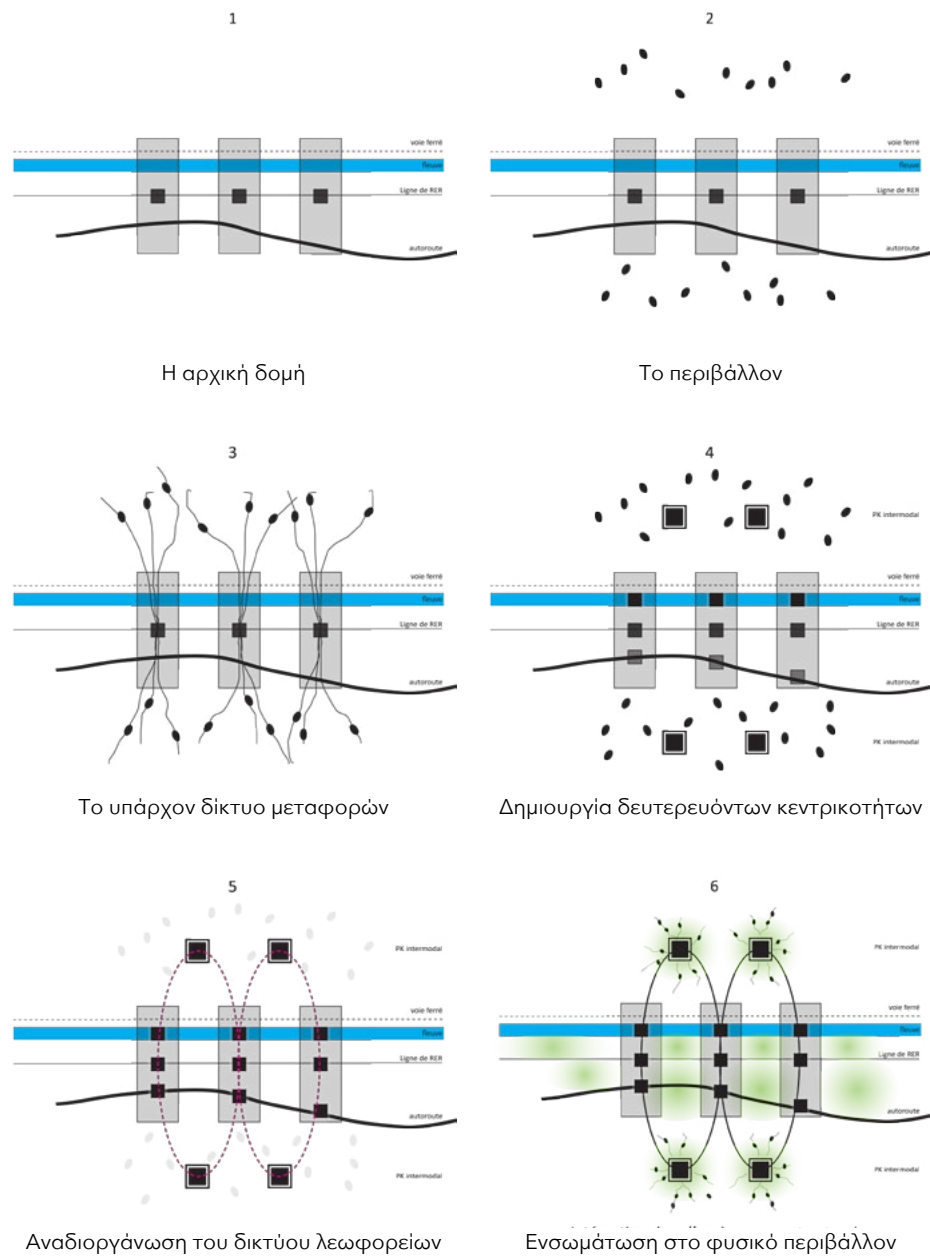 1
voie ferré
fleuve
Ligne de RER
autoroute
Η αρχική δομή
2
voie ferré
fleuve
Ligne de RER
autoroute
Το περιβάλλον
3
voie ferré
fleuve
Ligne de RER
autoroute
Το υπάρχον δίκτυο μεταφορών
4
PK intermodal
voie ferré
fleuve
Ligne de RER
autoroute
PK intermodal
Δημιουργία δευτερευόντων κεντρικοτήτων
5
PK intermodal
voie ferré
fleuve
Ligne de RER
autoroute
PK intermodal
Αναδιοργάνωση του δικτύου λεωφορείων
6
PK intermodal
voie ferré
fleuve
Ligne de RER
autoroute
PK intermodal
Ενσωμάτωση στο φυσικό περιβάλλον